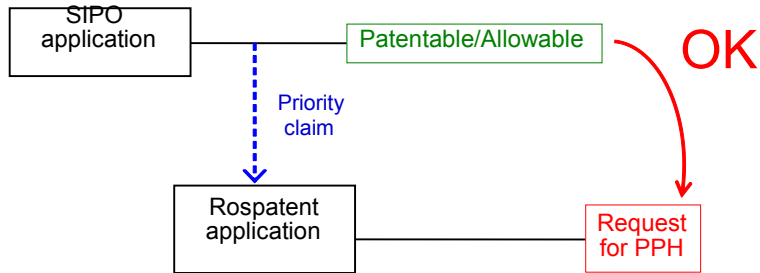 SIPO
application
Patentable/Allowable
OK
Priority
claim
Rospatent
application
Request
for PPH